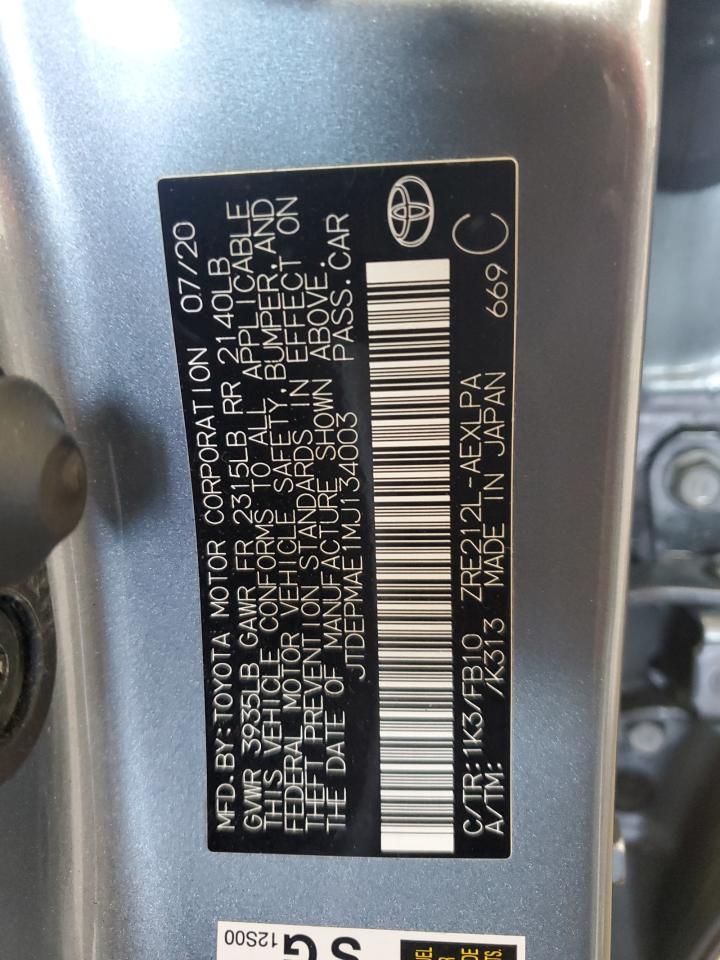 MFD.BY:TOYOTA MOTOR CORPORATION 07/20
GVWR 3935LB GAWR FR 2315LB RR 2140LB
THIS VEHICLE CONFORMS TO ALL APPLICABLE
FEDERAL MOTOR VEHICLE SAFETY, BUMPER, AND
THEFT PREVENTION STANDARDS IN EFFECT ON
THE DATE OF MANUFACTURE SHOWN ABOVE.
JTDEPMAE1MJ134003 PASS.CAR
C/TR:1K3/FB10 ZRE212L-AEXLPA
A/TM: /K313 MADE IN JAPAN 669 C
12S00
SG